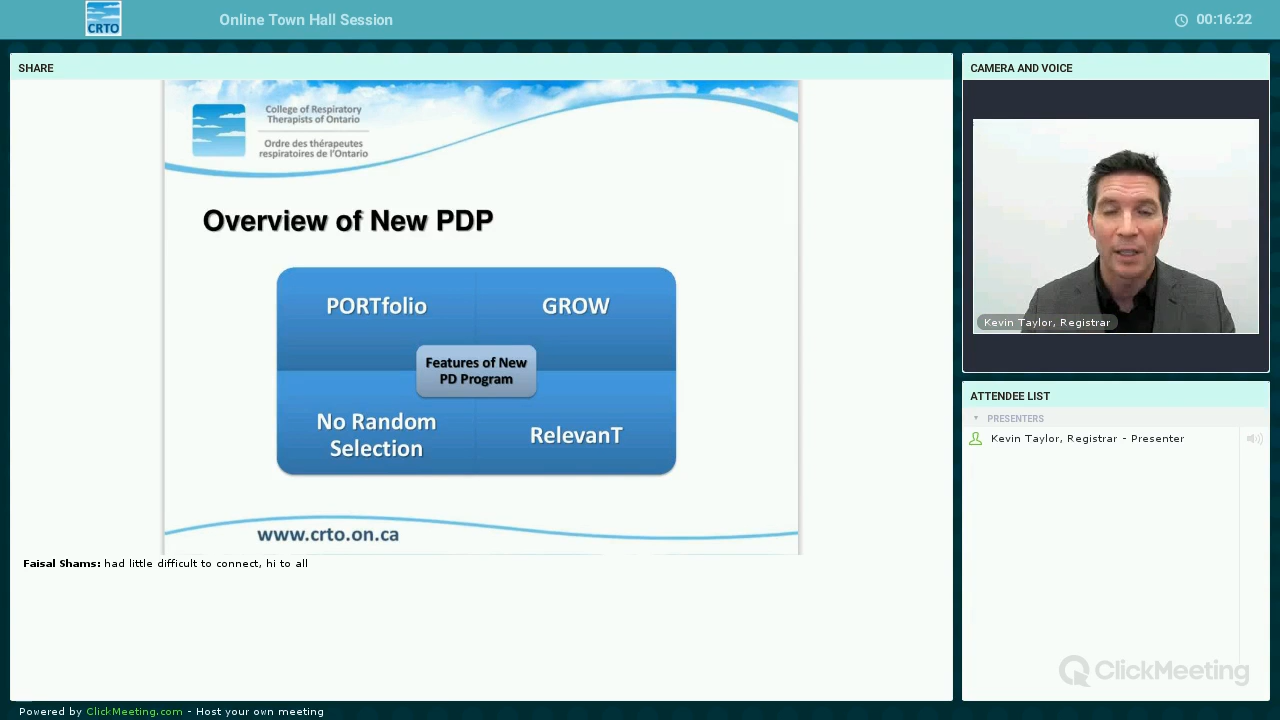 CRTO
Online Town Hall Session
00:16:22
SHARE
College of Respiratory
Therapists of Ontario
Ordre des thérapeutes
respiratoires de l'Ontario
Overview of New PDP
PORTfolio
GROW
Features of New
PD Program
No Random
Selection
RelevanT
www.crto.on.ca
Faisal Shams: had little difficult to connect, hi to all
CAMERA AND VOICE
Kevin Taylor, Registrar
ATTENDEE LIST
PRESENTERS
Kevin Taylor, Registrar - Presenter
ClickMeeting
Powered by ClickMeeting.com - Host your own meeting